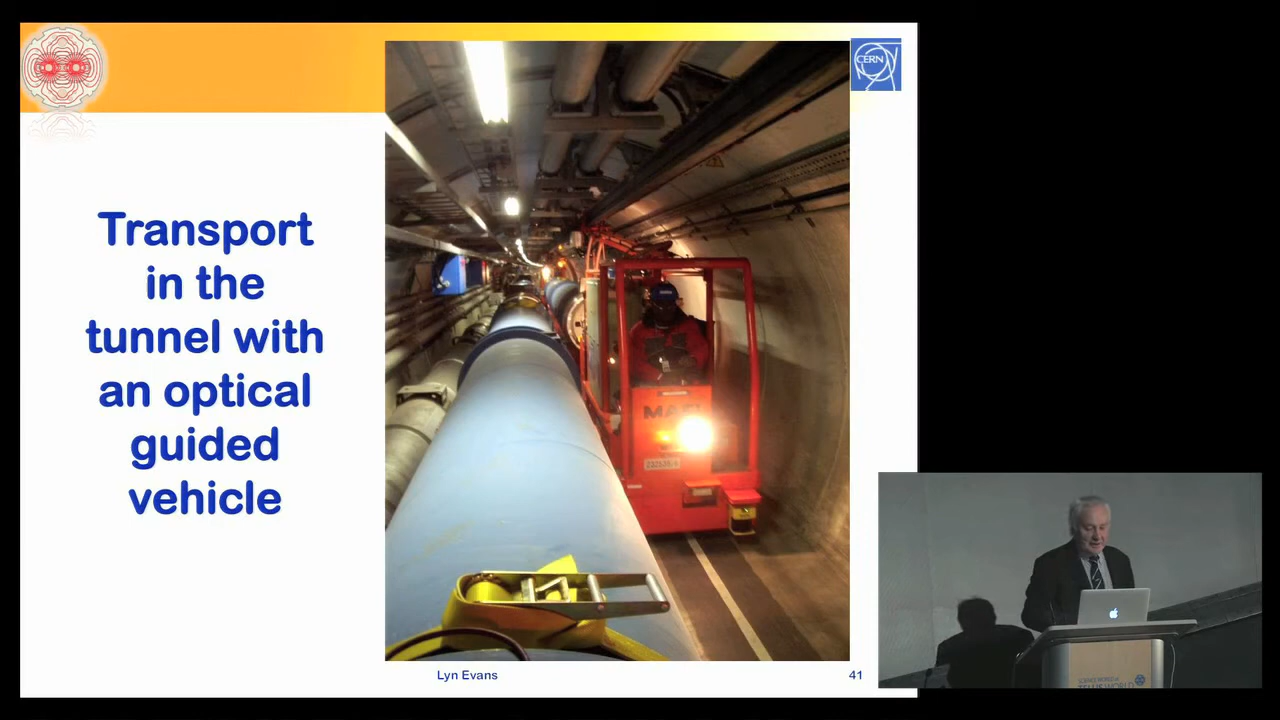 CERN
Transport
in the
tunnel with
an optical
guided
vehicle
Lyn Evans
41